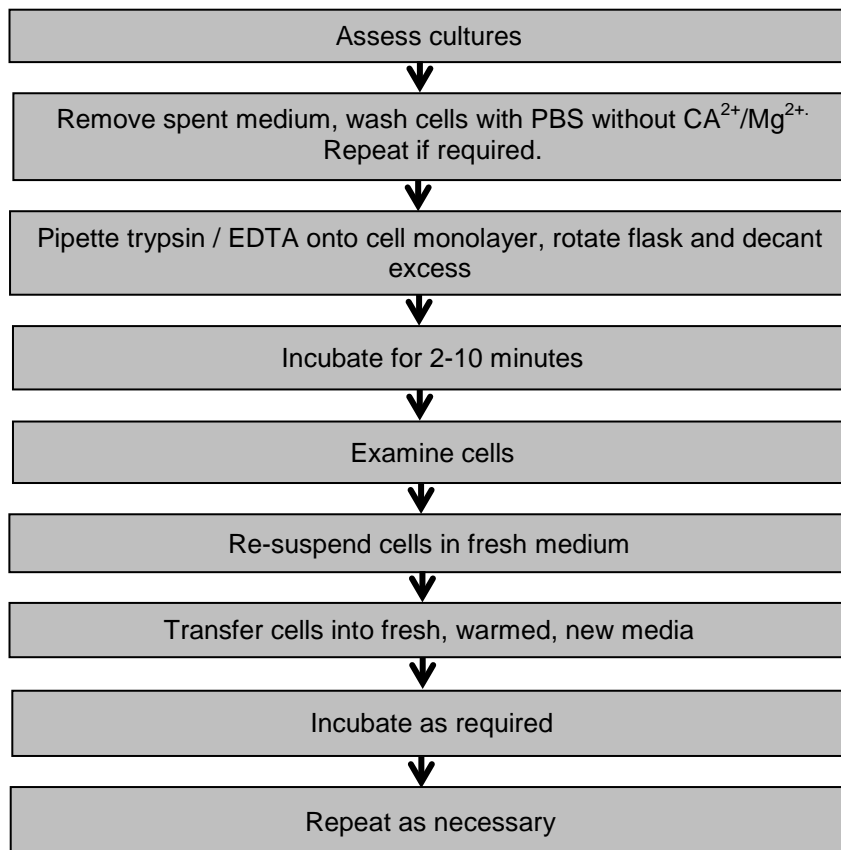 Assess cultures
Remove spent medium, wash cells with PBS without CA²⁺/Mg²⁺·
Repeat if required.
Pipette trypsin / EDTA onto cell monolayer, rotate flask and decant
excess
Incubate for 2-10 minutes
Examine cells
Re-suspend cells in fresh medium
Transfer cells into fresh, warmed, new media
Incubate as required
Repeat as necessary